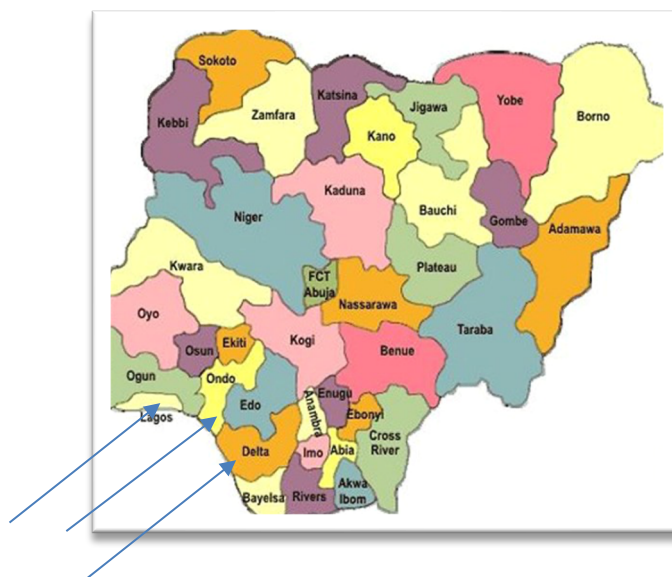 Sokoto
Katsina
Jigawa
Yobe
Borno
Kebbi
Zamfara
Kano
Kaduna
Bauchi
Gombe
Niger
Adamawa
Kwara
FCT
Abuja
Plateau
Nassarawa
Oyo
Taraba
Osun
Ekiti
Kogi
Benue
Ogun
Ondo
Enugu
Edo
Anambra
Ebonyi
Lagos
Cross
River
Delta
Imo
Abia
Akwa
Ibom
Bayelsa
Rivers